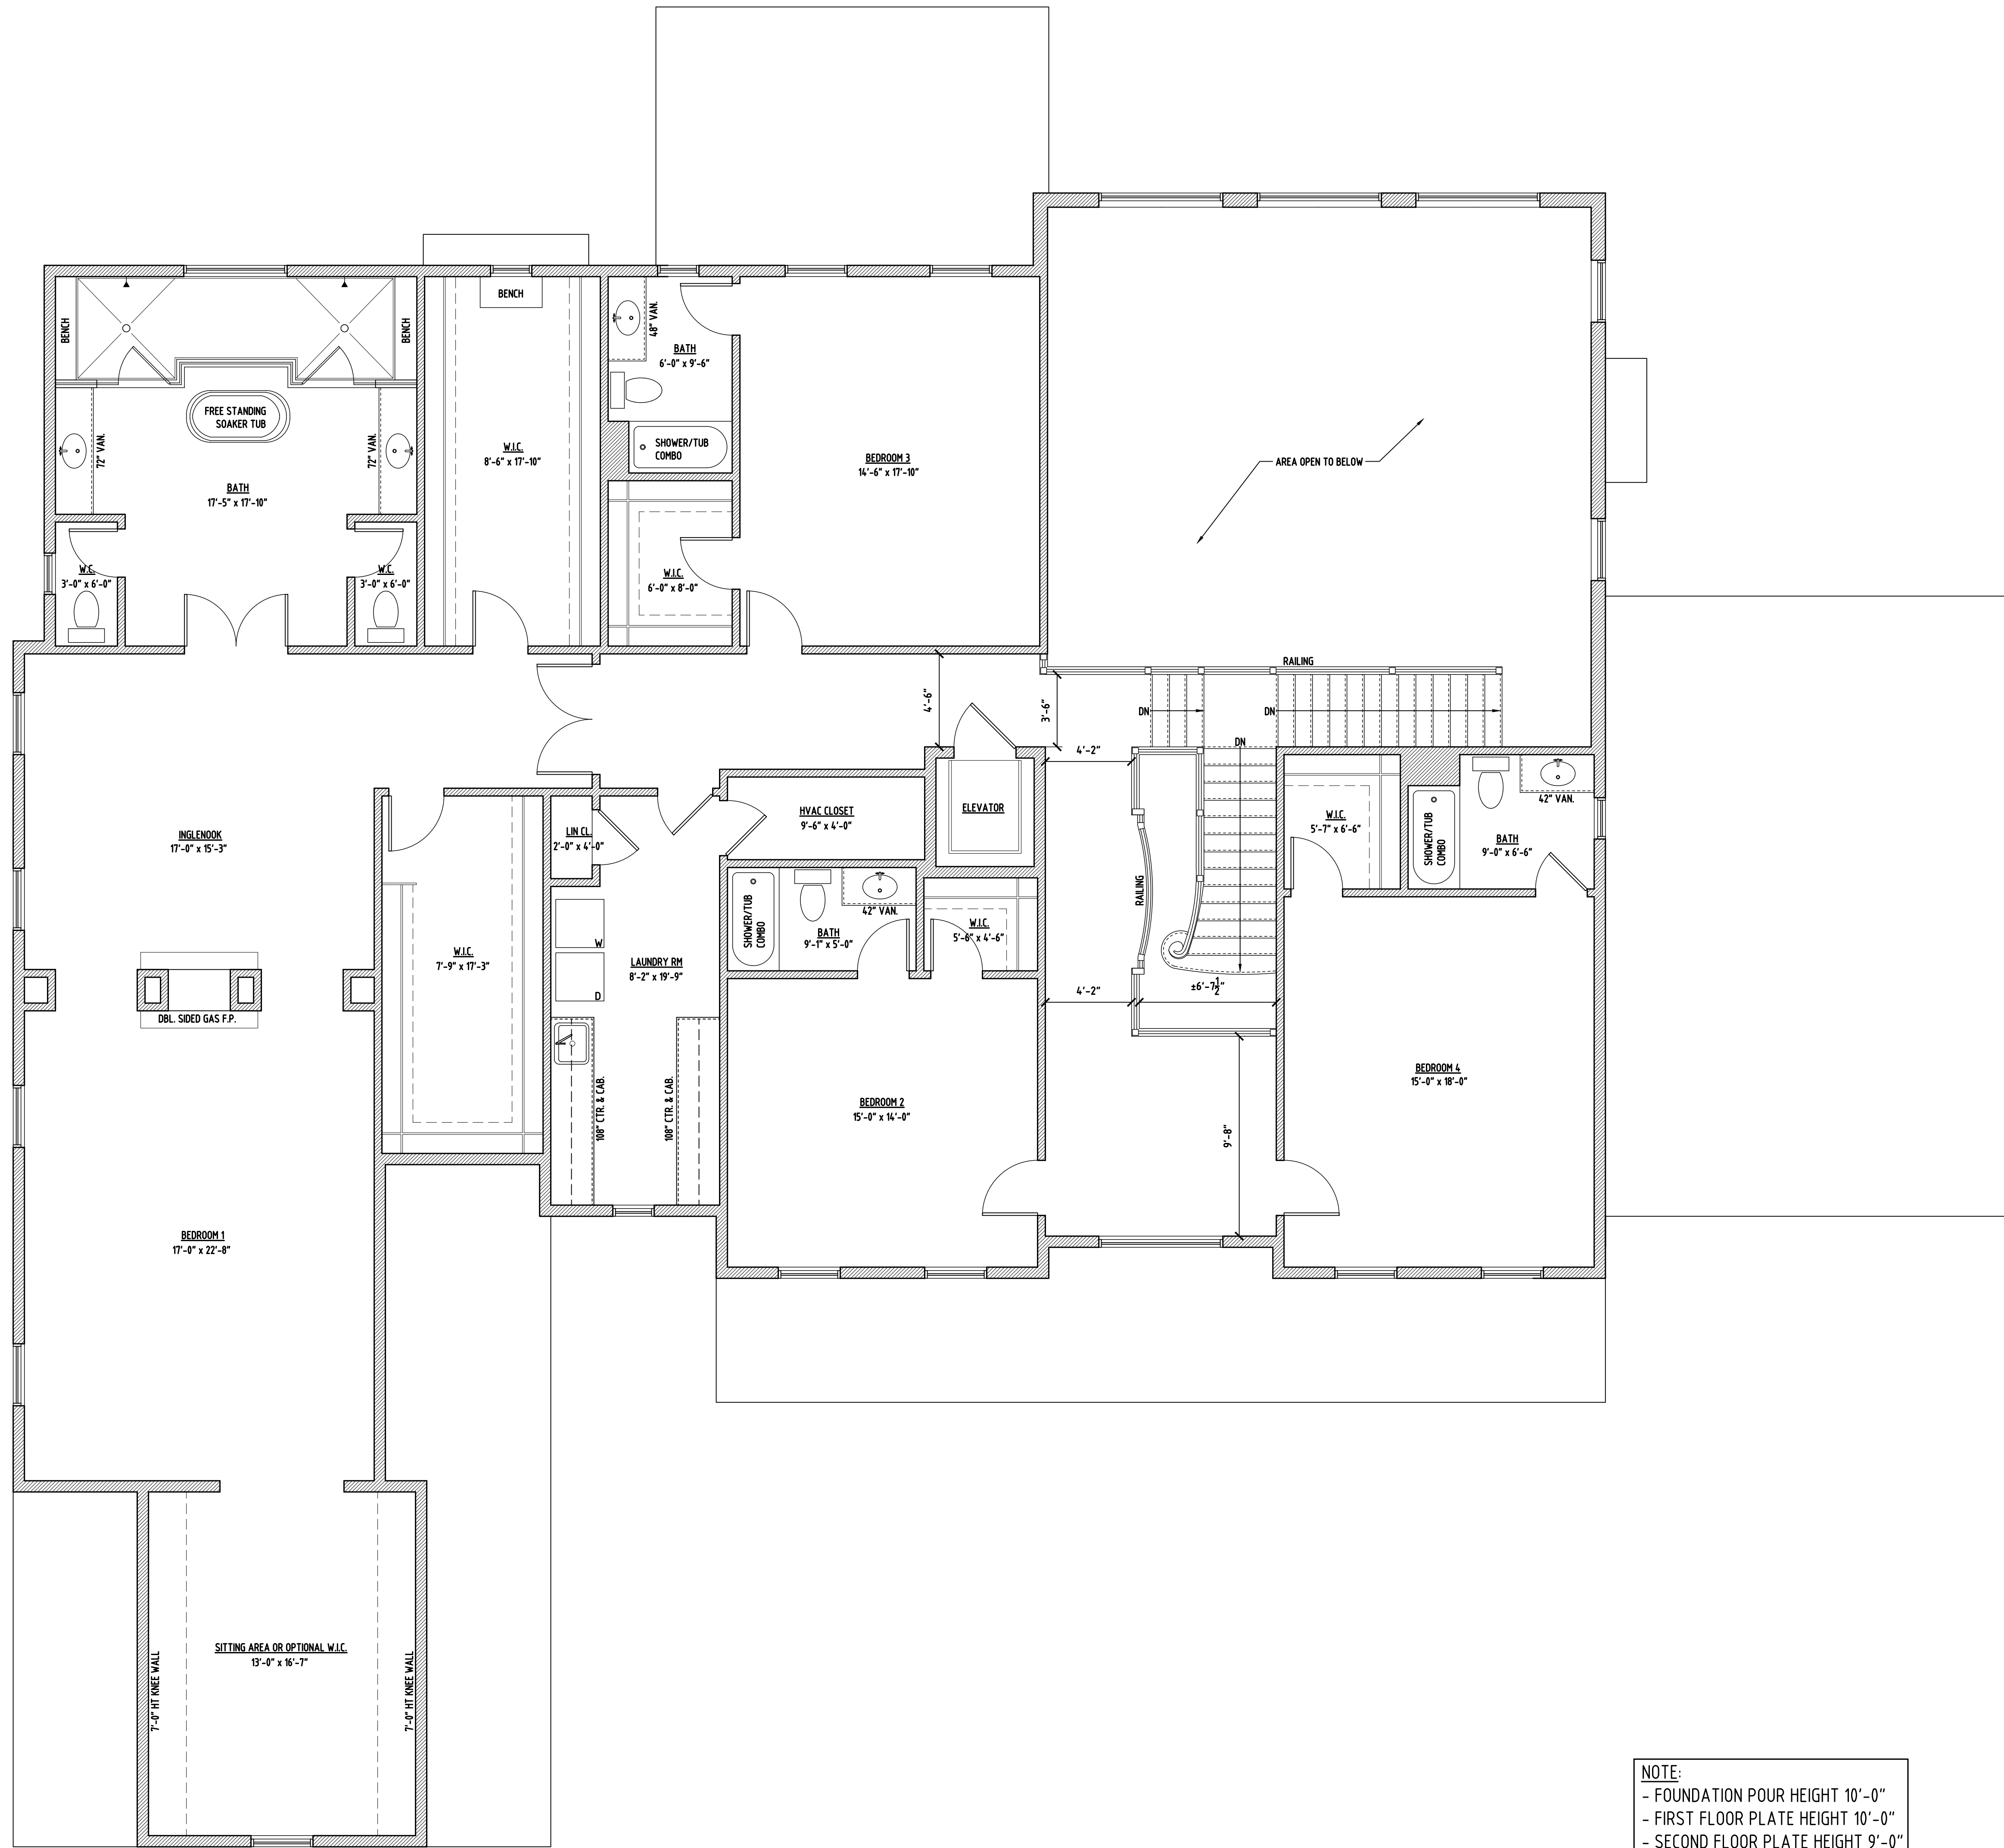 BENCH
BENCH
BENCH
FREE STANDING
SOAKER TUB
72" VAN.
72" VAN.
BATH
17'-5" x 17'-10"
W.C.
3'-0" x 6'-0"
W.C.
3'-0" x 6'-0"
W.I.C.
8'-6" x 17'-10"
48" VAN.
BATH
6'-0" x 9'-6"
SHOWER/TUB
COMBO
W.I.C.
6'-0" x 8'-0"
BEDROOM 3
14'-6" x 17'-10"
AREA OPEN TO BELOW
RAILING
4'-6"
3'-6"
DN
DN
DN
4'-2"
INGLENOOK
17'-0" x 15'-3"
LIN CL.
2'-0" x 4'-0"
HVAC CLOSET
9'-6" x 4'-0"
ELEVATOR
RAILING
W.I.C.
5'-7" x 6'-6"
SHOWER/TUB
COMBO
42" VAN.
BATH
9'-0" x 6'-6"
W.I.C.
7'-9" x 17'-3"
W
D
LAUNDRY RM
8'-2" x 19'-9"
SHOWER/TUB
COMBO
42" VAN.
BATH
9'-1" x 5'-0"
W.I.C.
5'-6" x 4'-6"
4'-2"
±6'-7 1/2"
DBL. SIDED GAS F.P.
108" CTR. & CAB.
108" CTR. & CAB.
BEDROOM 2
15'-0" x 14'-0"
9'-8"
BEDROOM 4
15'-0" x 18'-0"
BEDROOM 1
17'-0" x 22'-8"
SITTING AREA OR OPTIONAL W.I.C.
13'-0" x 16'-7"
7'-0" HT KNEE WALL
7'-0" HT KNEE WALL
NOTE:
- FOUNDATION POUR HEIGHT 10'-0"
- FIRST FLOOR PLATE HEIGHT 10'-0"
- SECOND FLOOR PLATE HEIGHT 9'-0"